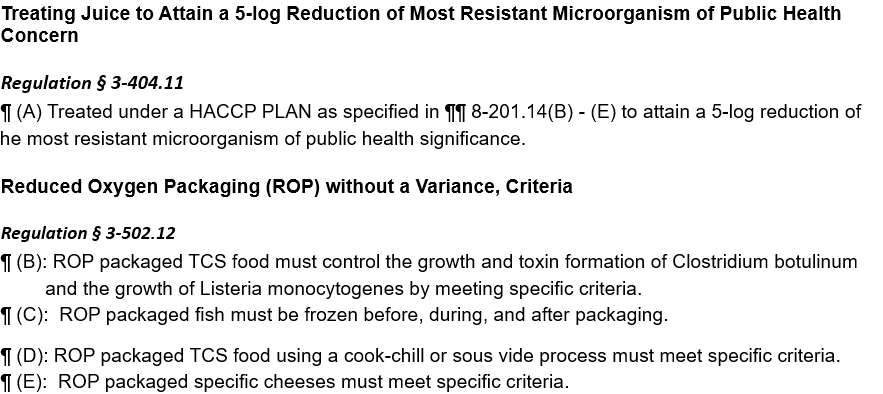 Treating Juice to Attain a 5-log Reduction of Most Resistant Microorganism of Public Health
Concern
Regulation § 3-404.11
¶ (A) Treated under a HACCP PLAN as specified in ¶¶ 8-201.14(B) - (E) to attain a 5-log reduction of
he most resistant microorganism of public health significance.
Reduced Oxygen Packaging (ROP) without a Variance, Criteria
Regulation § 3-502.12
¶ (B): ROP packaged TCS food must control the growth and toxin formation of Clostridium botulinum
and the growth of Listeria monocytogenes by meeting specific criteria.
¶ (C):  ROP packaged fish must be frozen before, during, and after packaging.
¶ (D): ROP packaged TCS food using a cook-chill or sous vide process must meet specific criteria.
¶ (E):  ROP packaged specific cheeses must meet specific criteria.